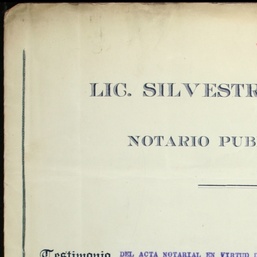 LIC. SILVESTR
NOTARIO PUB
Testimonio DEL ACTA NOTARIAL EN VIRTUD D